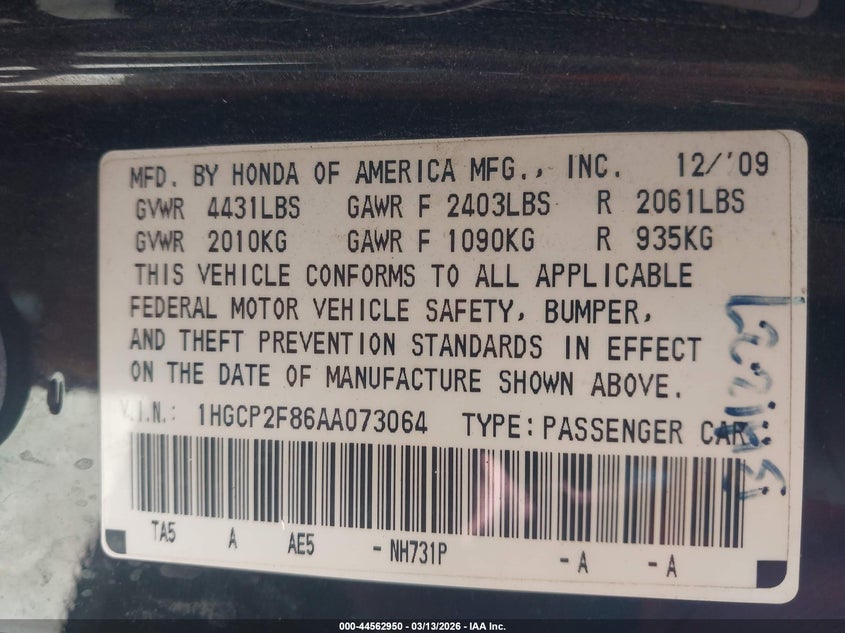 MFD. BY HONDA OF AMERICA MFG., INC. 12/'09
GVWR 4431LBS GAWR F 2403LBS R 2061LBS
GVWR 2010KG GAWR F 1090KG R 935KG
THIS VEHICLE CONFORMS TO ALL APPLICABLE
FEDERAL MOTOR VEHICLE SAFETY, BUMPER,
AND THEFT PREVENTION STANDARDS IN EFFECT
ON THE DATE OF MANUFACTURE SHOWN ABOVE.
V.I.N.: 1HGCP2F86AA073064 TYPE: PASSENGER CAR
TA5 A AE5 - NH731P - A - A
000-44562950 - 03/13/2026 - IAA Inc.